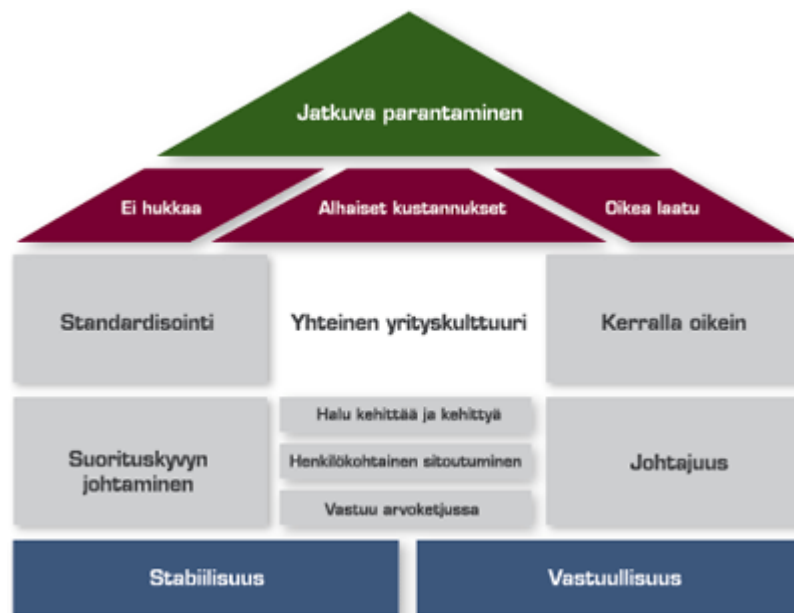 Jatkuva parantaminen
Ei hukkaa
Alhaiset kustannukset
Oikea laatu
Standardisointi
Yhteinen yrityskulttuuri
Kerralla oikein
Suorituskyvyn
johtaminen
Halu kehittää ja kehittyä
Henkilökohtainen sitoutuminen
Vastuu arvoketjussa
Johtajuus
Stabiilisuus
Vastuullisuus